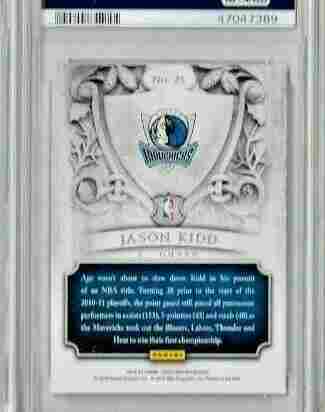 47047389
No. 25
MAVERICKS
JASON KIDD
GUARD
Age wasn't about to slow down Kidd in his pursuit
of an NBA title. Turning 38 prior to the start of the
2010-11 playoffs, the point guard still paced all postseason
performers in assists (153), 3-pointers (43) and steals (40) as
the Mavericks took out the Blazers, Lakers, Thunder and
Heat to win their first championship.
PANINI